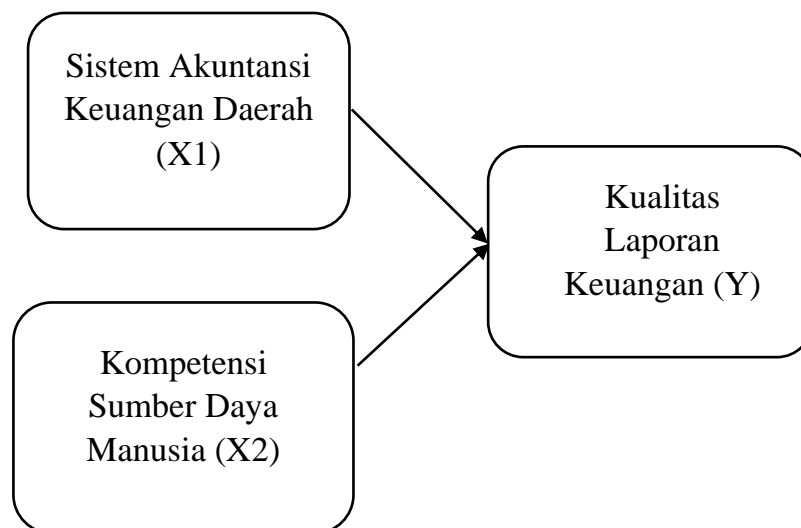 Sistem Akuntansi
Keuangan Daerah
(X1)
Kualitas
Laporan
Keuangan (Y)
Kompetensi
Sumber Daya
Manusia (X2)